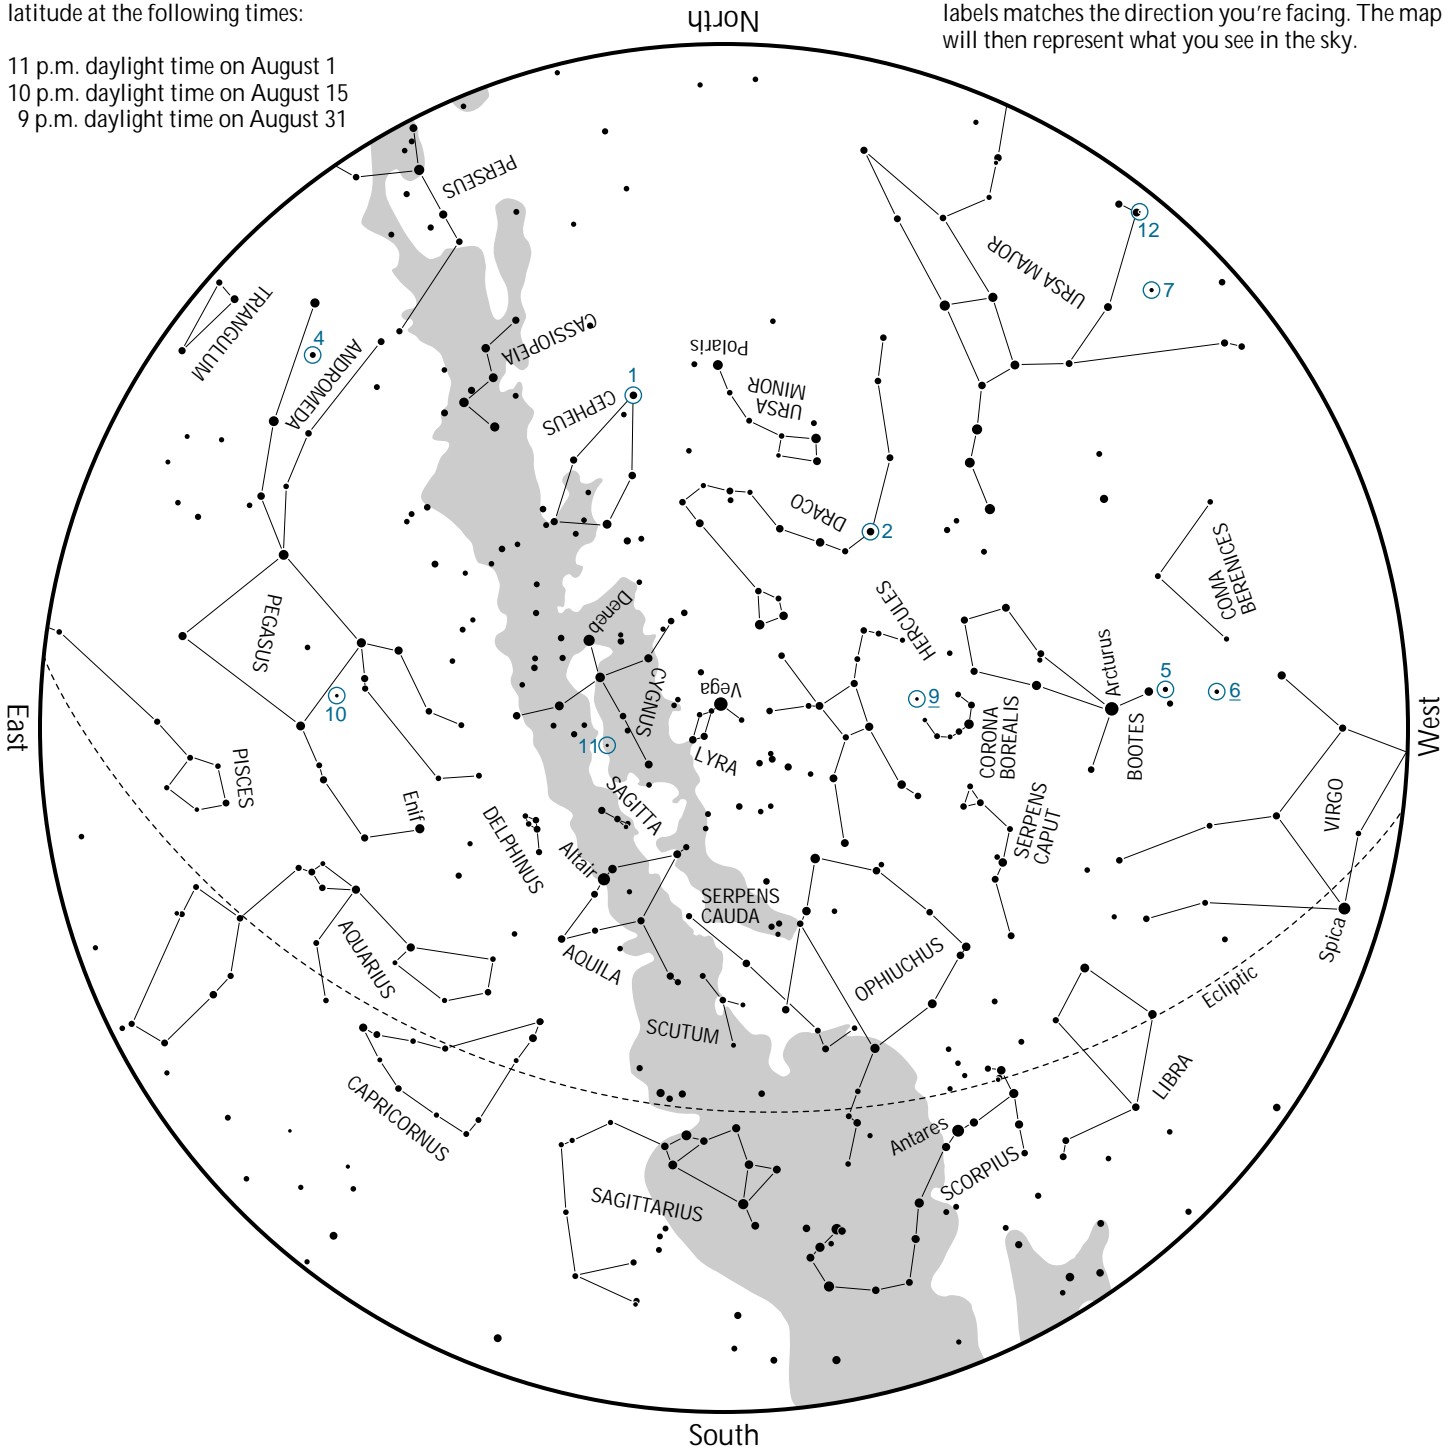 latitude at the following times:
11 p.m. daylight time on August 1
10 p.m. daylight time on August 15
9 p.m. daylight time on August 31
North
labels matches the direction you're facing. The map
will then represent what you see in the sky.
PERSEUS
12
URSA MAJOR
7
TRIANGULUM
4
ANDROMEDA
CASSIOPEIA
Polaris
1
CEPHEUS
URSA
MINOR
DRACO
2
COMA
BERENICES
HERCULES
PEGASUS
Deneb
Arcturus
5
6
9
10
CYGNUS
Vega
11
LYRA
CORONA
BOREALIS
BOOTES
East
West
PISCES
Enif
SAGITTA
DELPHINUS
SERPENS
CAPUT
VIRGO
Altair
SERPENS
CAUDA
Spica
AQUARIUS
AQUILA
OPHIUCHUS
Ecliptic
SCUTUM
LIBRA
CAPRICORNUS
Antares
SCORPIUS
SAGITTARIUS
South